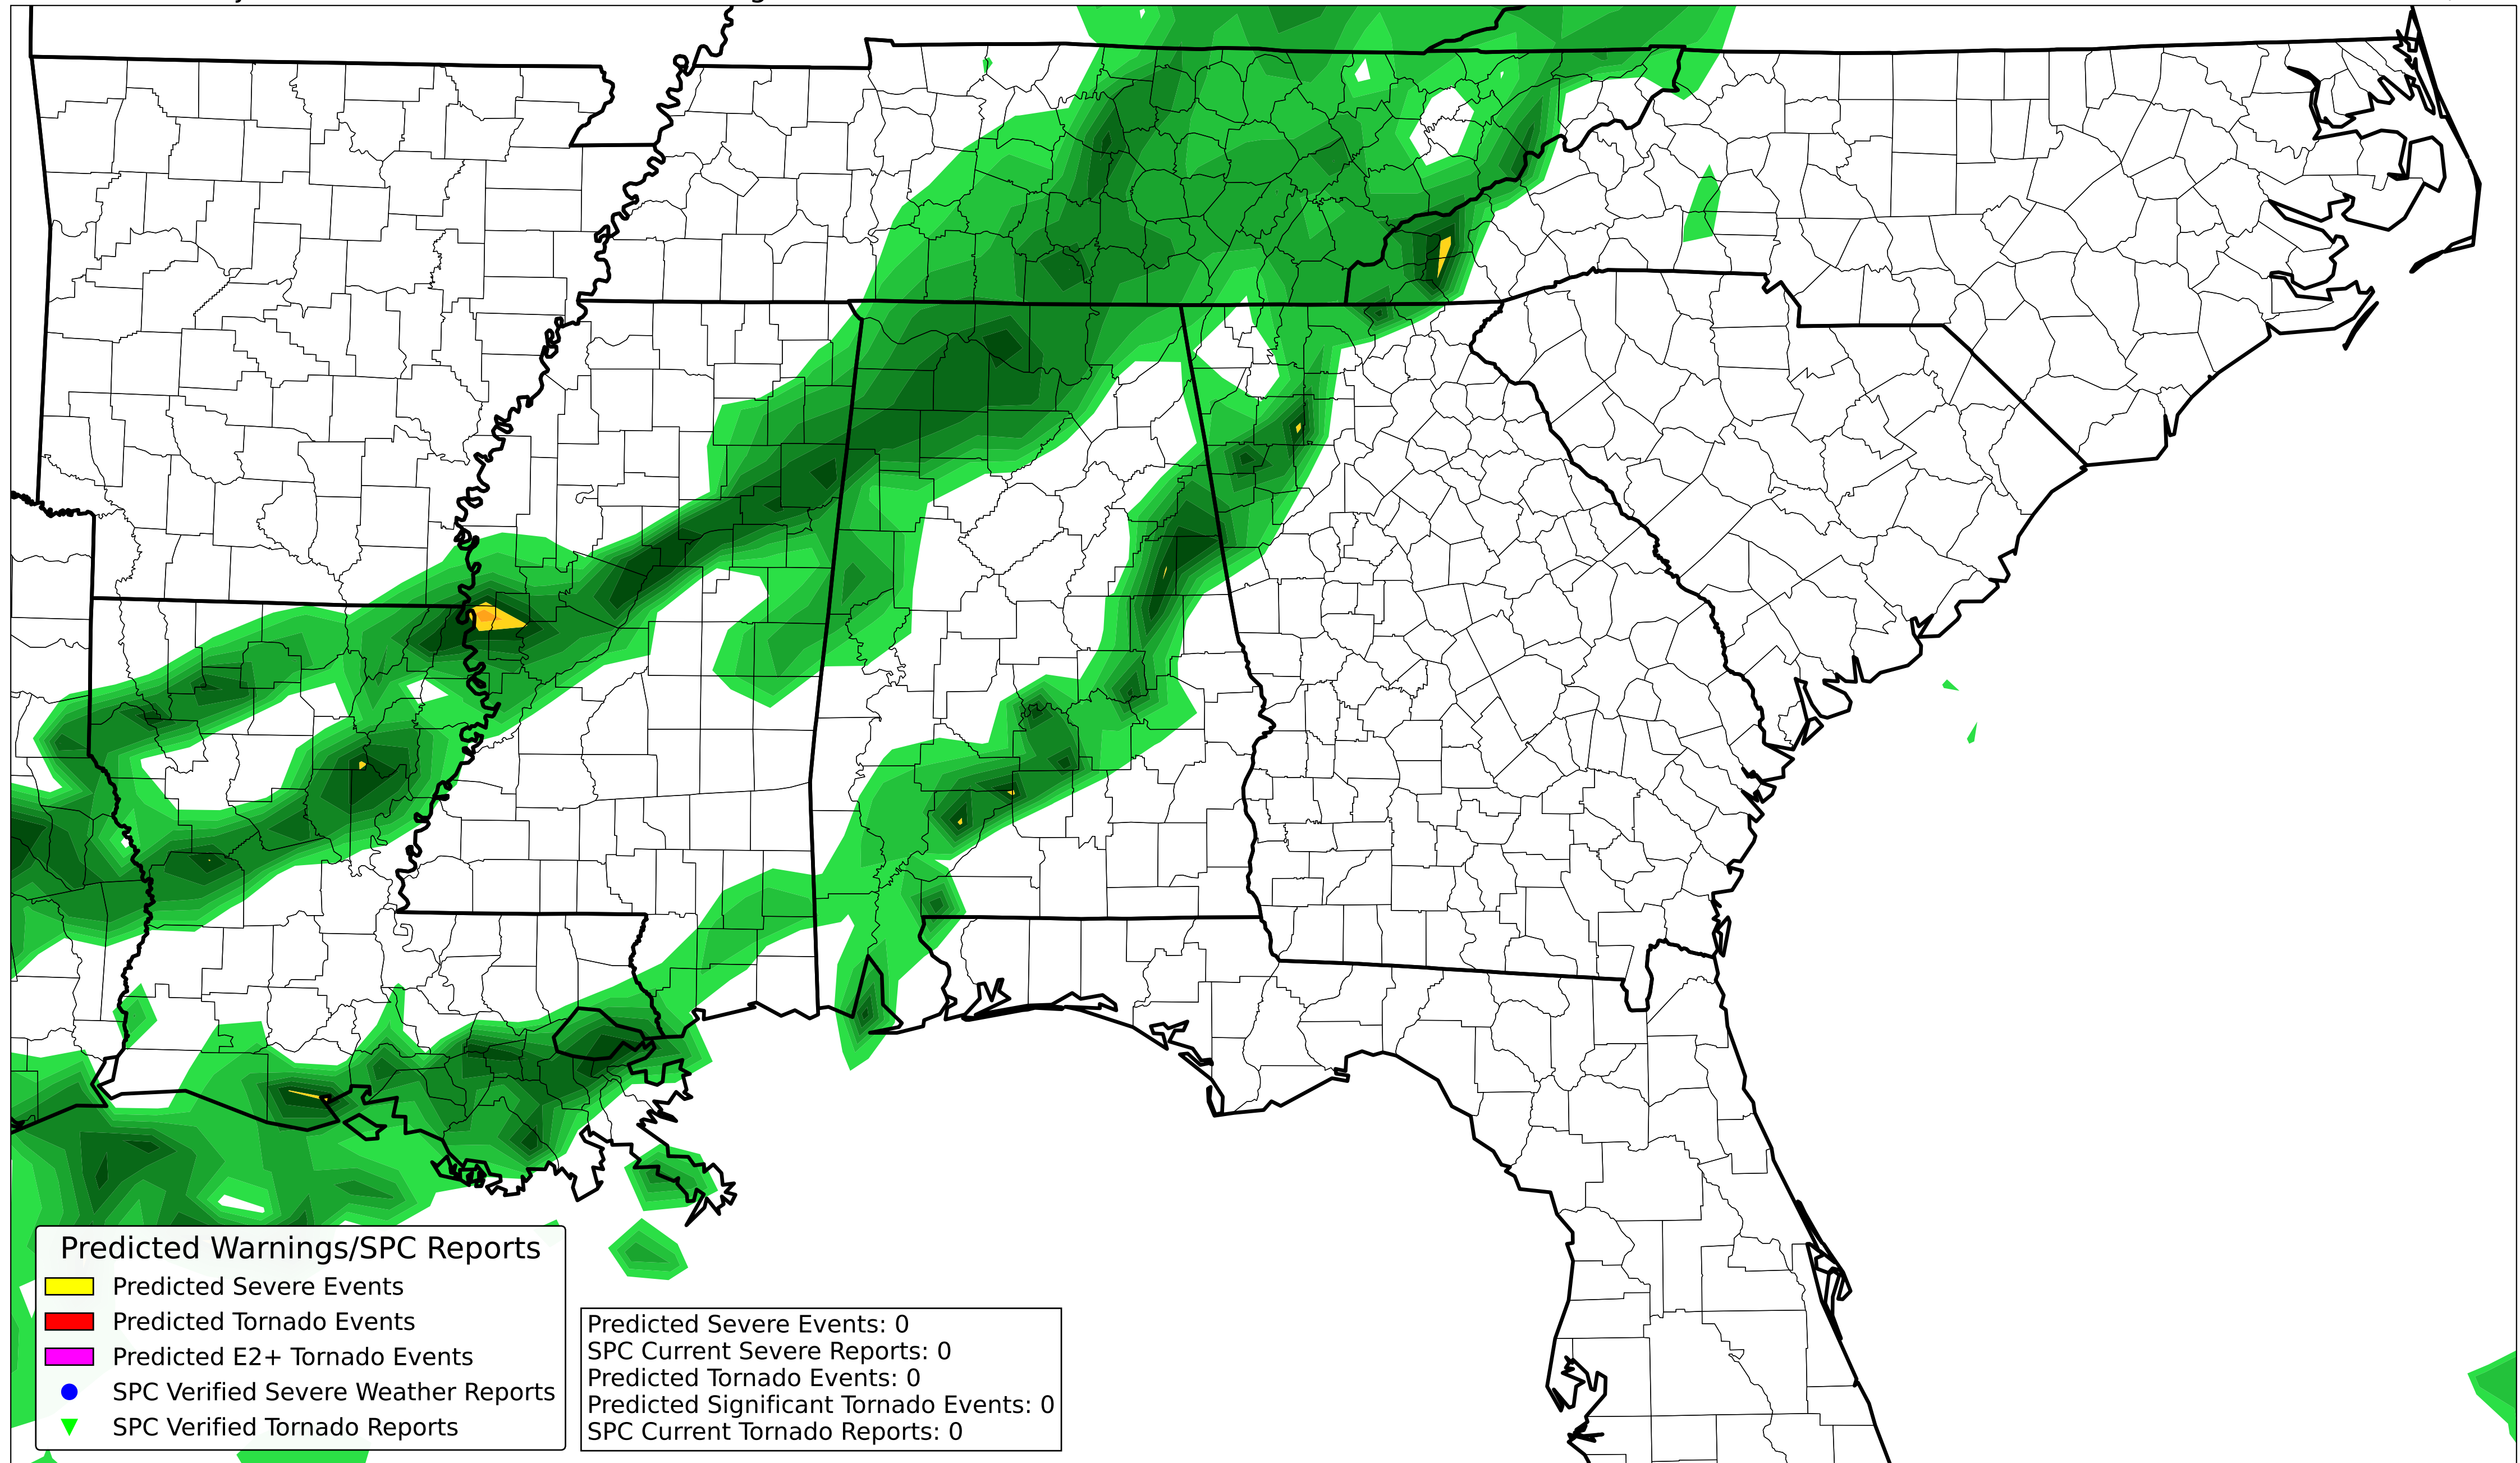 Predicted Warnings/SPC Reports
Predicted Severe Events
Predicted Tornado Events
Predicted E2+ Tornado Events
SPC Verified Severe Weather Reports
SPC Verified Tornado Reports
Predicted Severe Events: 0
SPC Current Severe Reports: 0
Predicted Tornado Events: 0
Predicted Significant Tornado Events: 0
SPC Current Tornado Reports: 0